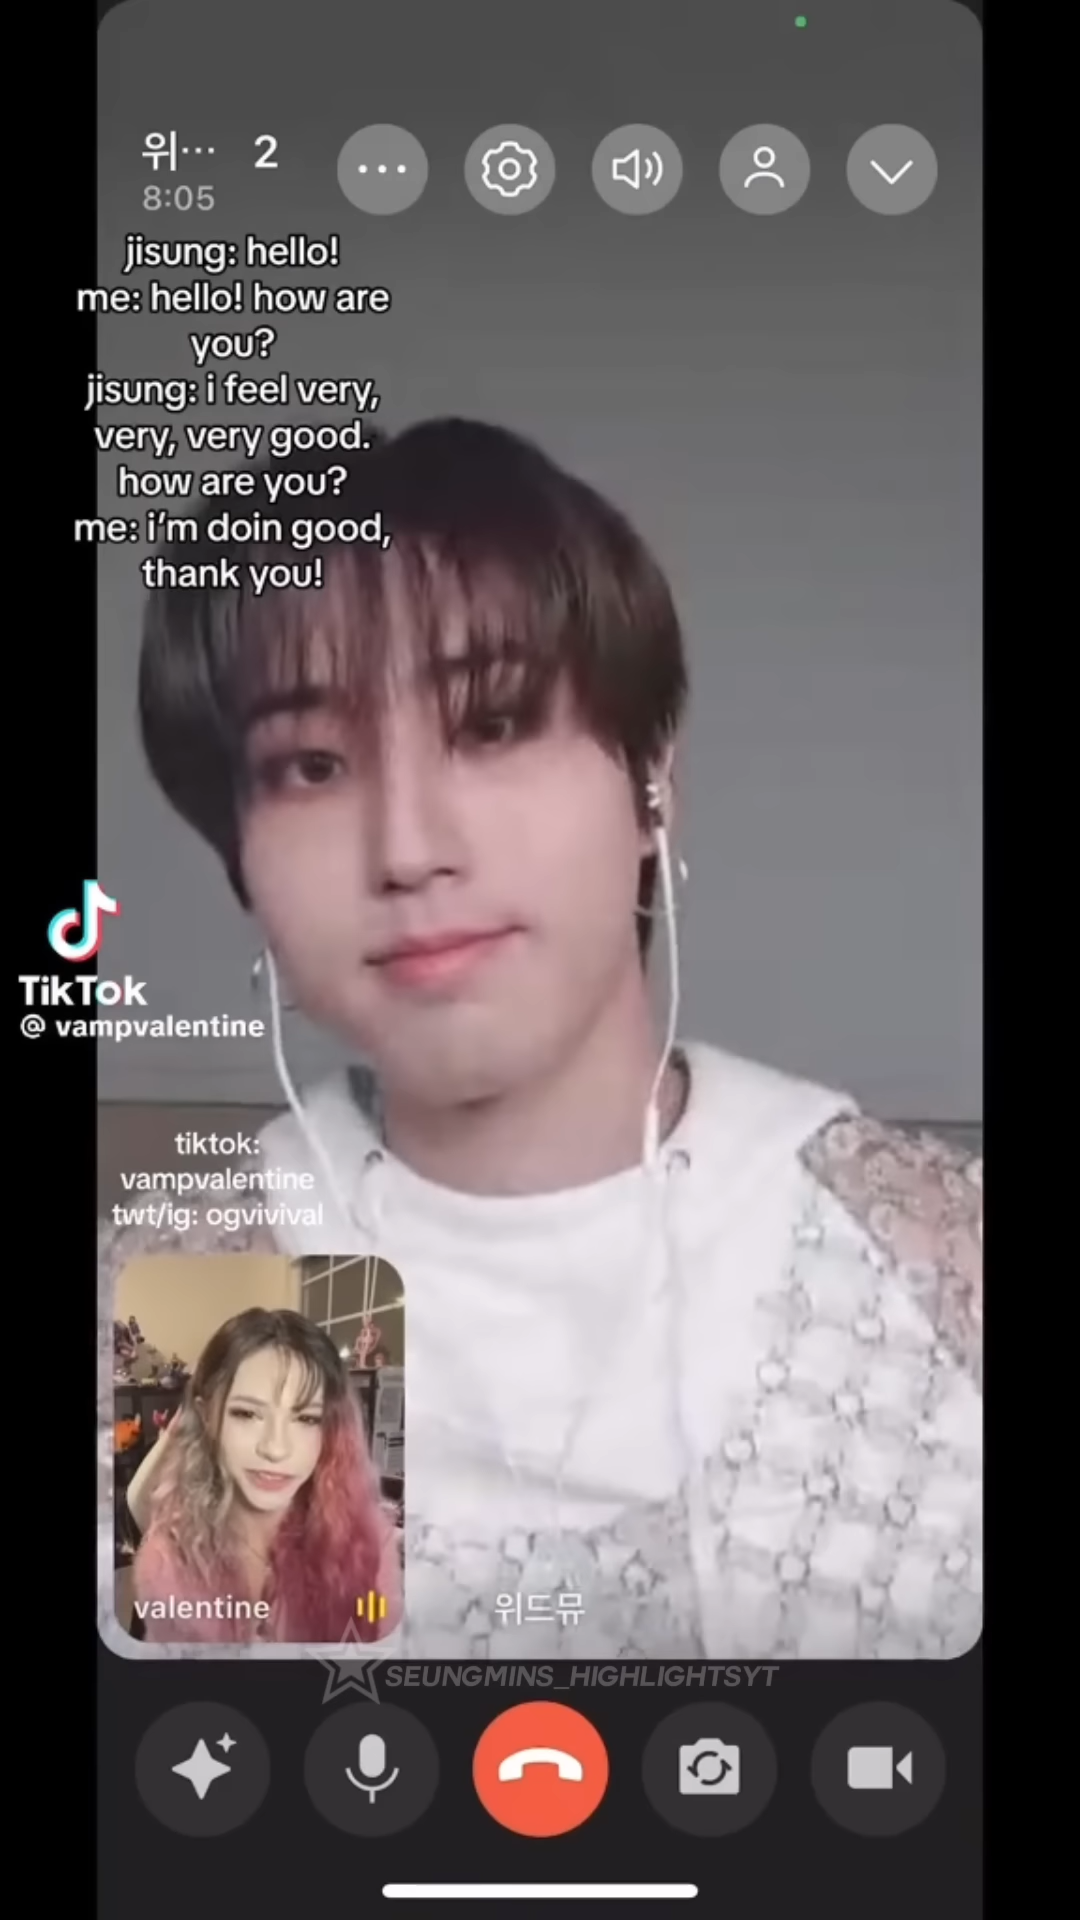 위… 2
8:05
jisung: hello!
me: hello! how are
you?
jisung: i feel very,
very, very good.
how are you?
me: i'm doin good,
thank you!
TikTok
@ vampvalentine
tiktok:
vampvalentine
twt/ig: ogvivival
valentine
위드뮤
SEUNGMINS_HIGHLIGHTSYT